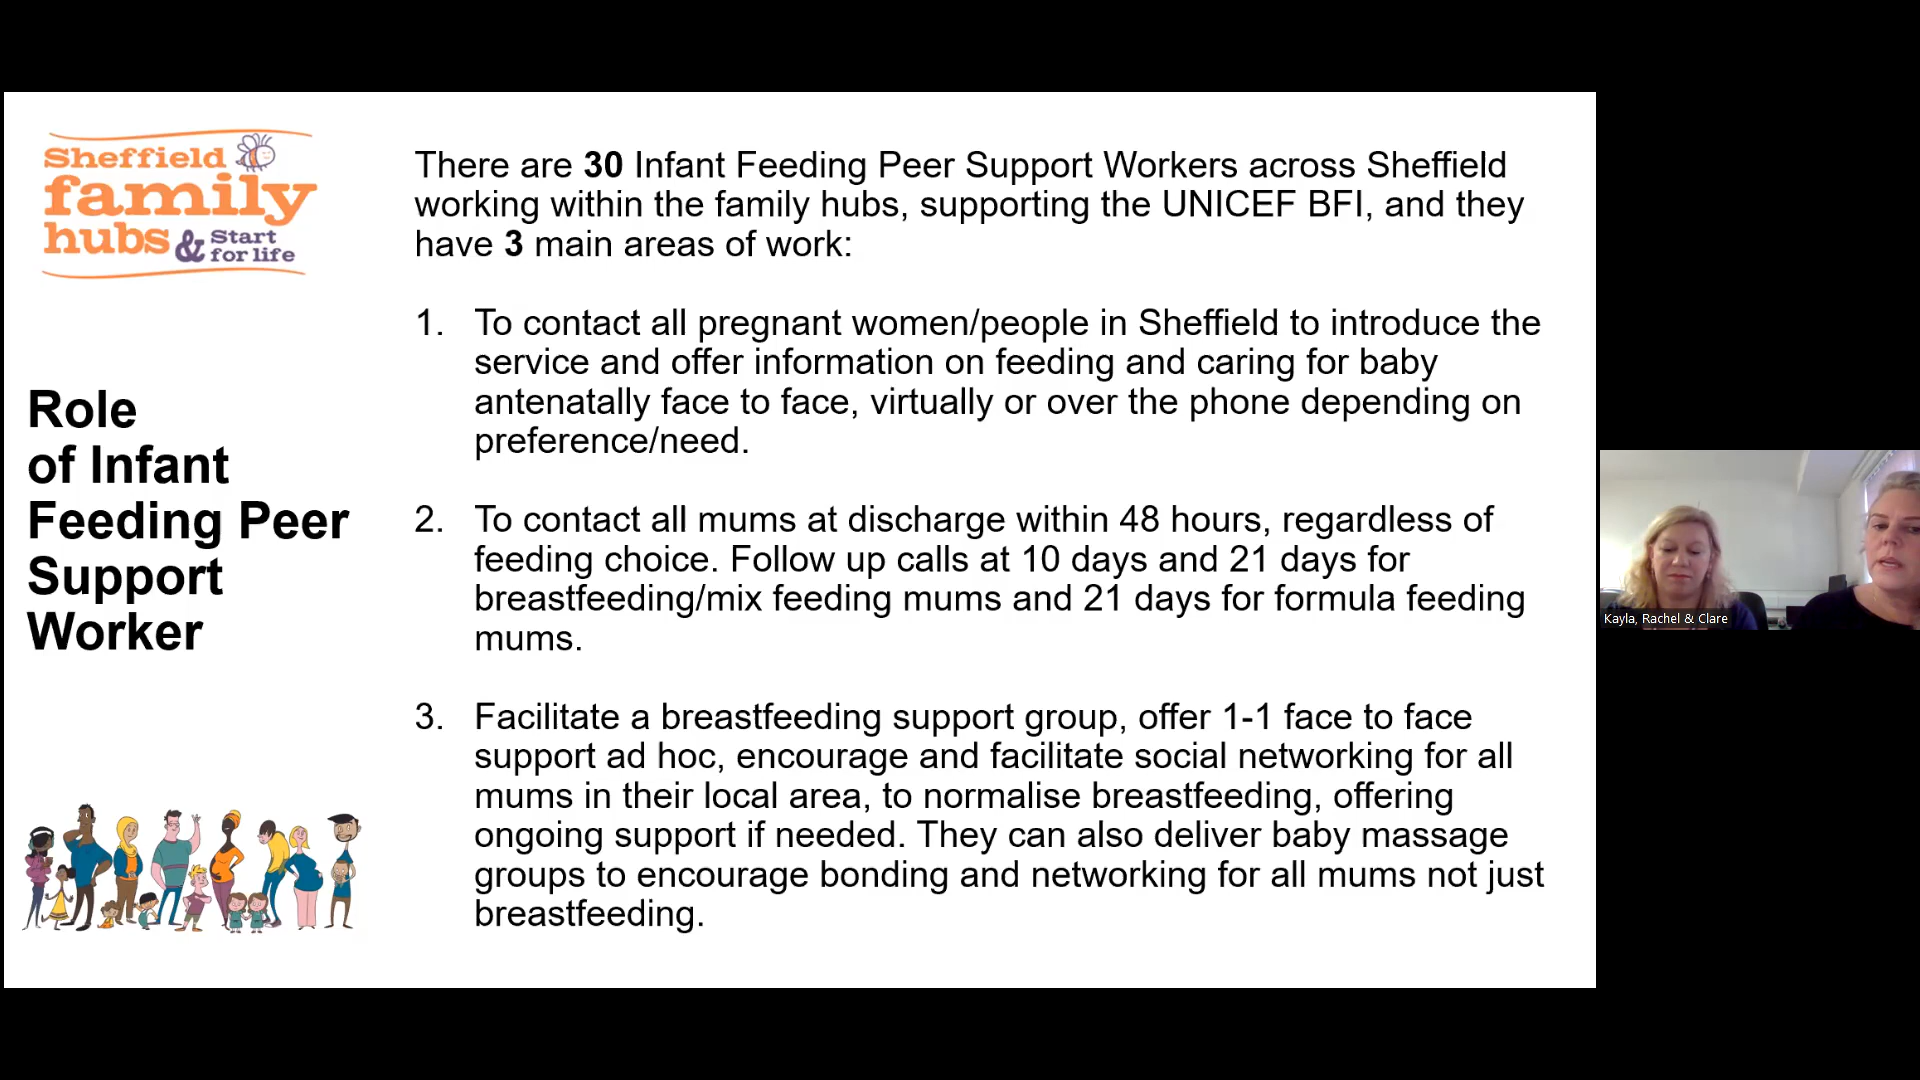 Sheffield
family
hubs & Start
for life
Role
of Infant
Feeding Peer
Support
Worker
There are 30 Infant Feeding Peer Support Workers across Sheffield
working within the family hubs, supporting the UNICEF BFI, and they
have 3 main areas of work:
1. To contact all pregnant women/people in Sheffield to introduce the
service and offer information on feeding and caring for baby
antenatally face to face, virtually or over the phone depending on
preference/need.
2. To contact all mums at discharge within 48 hours, regardless of
feeding choice. Follow up calls at 10 days and 21 days for
breastfeeding/mix feeding mums and 21 days for formula feeding
mums.
3. Facilitate a breastfeeding support group, offer 1-1 face to face
support ad hoc, encourage and facilitate social networking for all
mums in their local area, to normalise breastfeeding, offering
ongoing support if needed. They can also deliver baby massage
groups to encourage bonding and networking for all mums not just
breastfeeding.
Kayla, Rachel & Clare